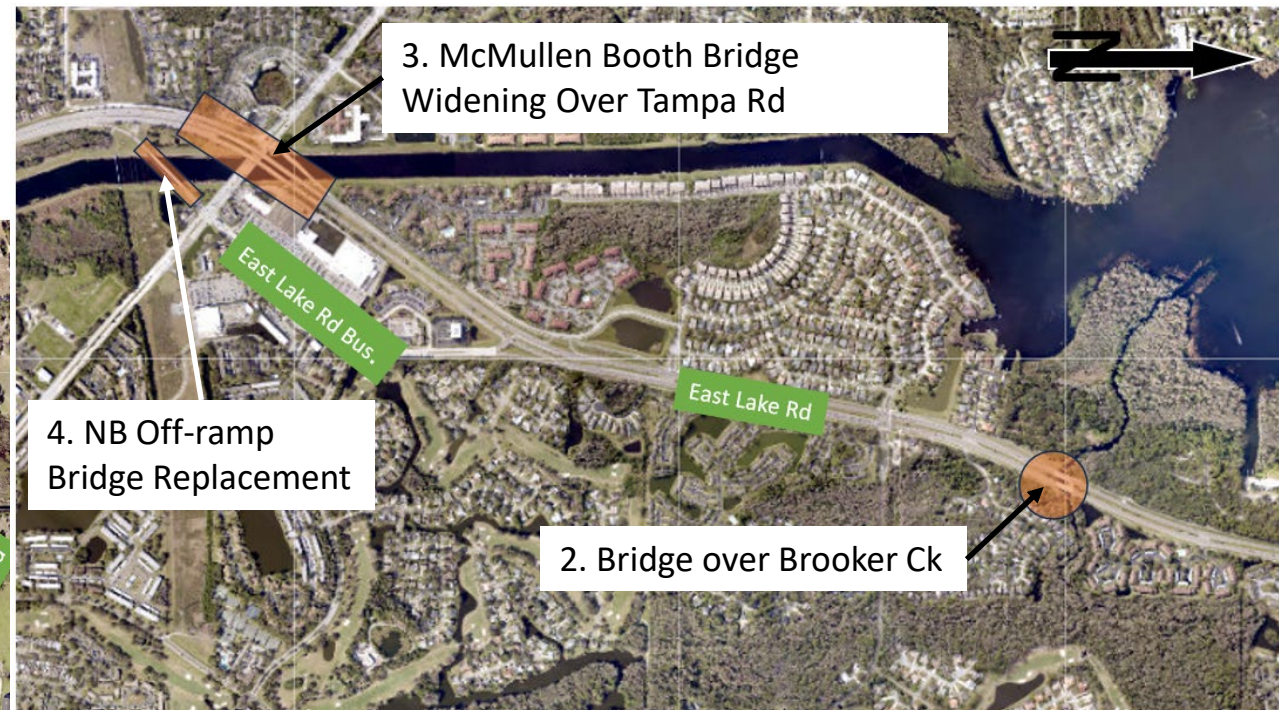 3. McMullen Booth Bridge
Widening Over Tampa Rd
N
East Lake Rd Bus.
East Lake Rd
4. NB Off-ramp
Bridge Replacement
2. Bridge over Brooker Ck